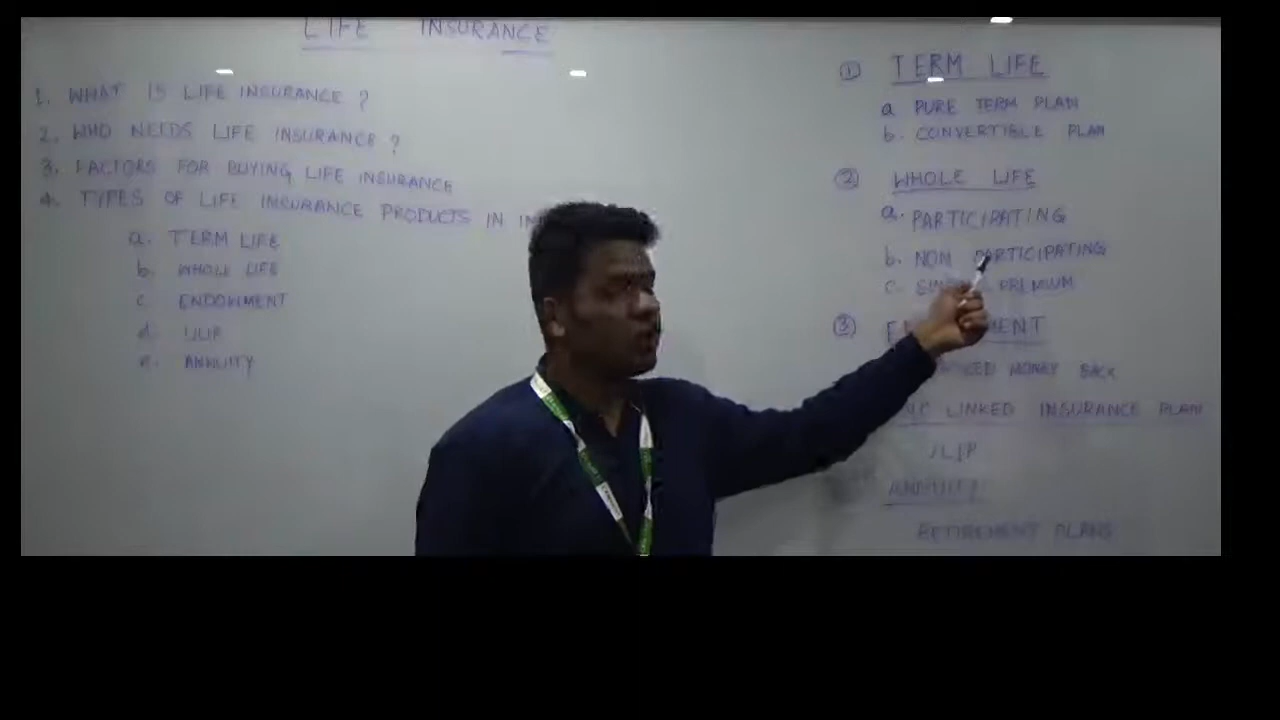 LIFE INSURANCE
1. WHAT IS LIFE INSURANCE ?
2. WHO NEEDS LIFE INSURANCE ?
3. FACTORS FOR BUYING LIFE INSURANCE
4. TYPES OF LIFE INSURANCE PRODUCTS IN
a. TERM LIFE
b. WHOLE LIFE
c. ENDOWMENT
d. ULIP
e. ANNUITY
① TERM LIFE
a PURE TERM PLAN
b. CONVERTIBLE PLAN
② WHOLE LIFE
a. PARTICIPATING
b. NON PARTICIPATING
c. PREMIUM
③
MONEY BACK
LINKED INSURANCE PLAN
ULIP
ANNUITY
RETIREMENT PLANS